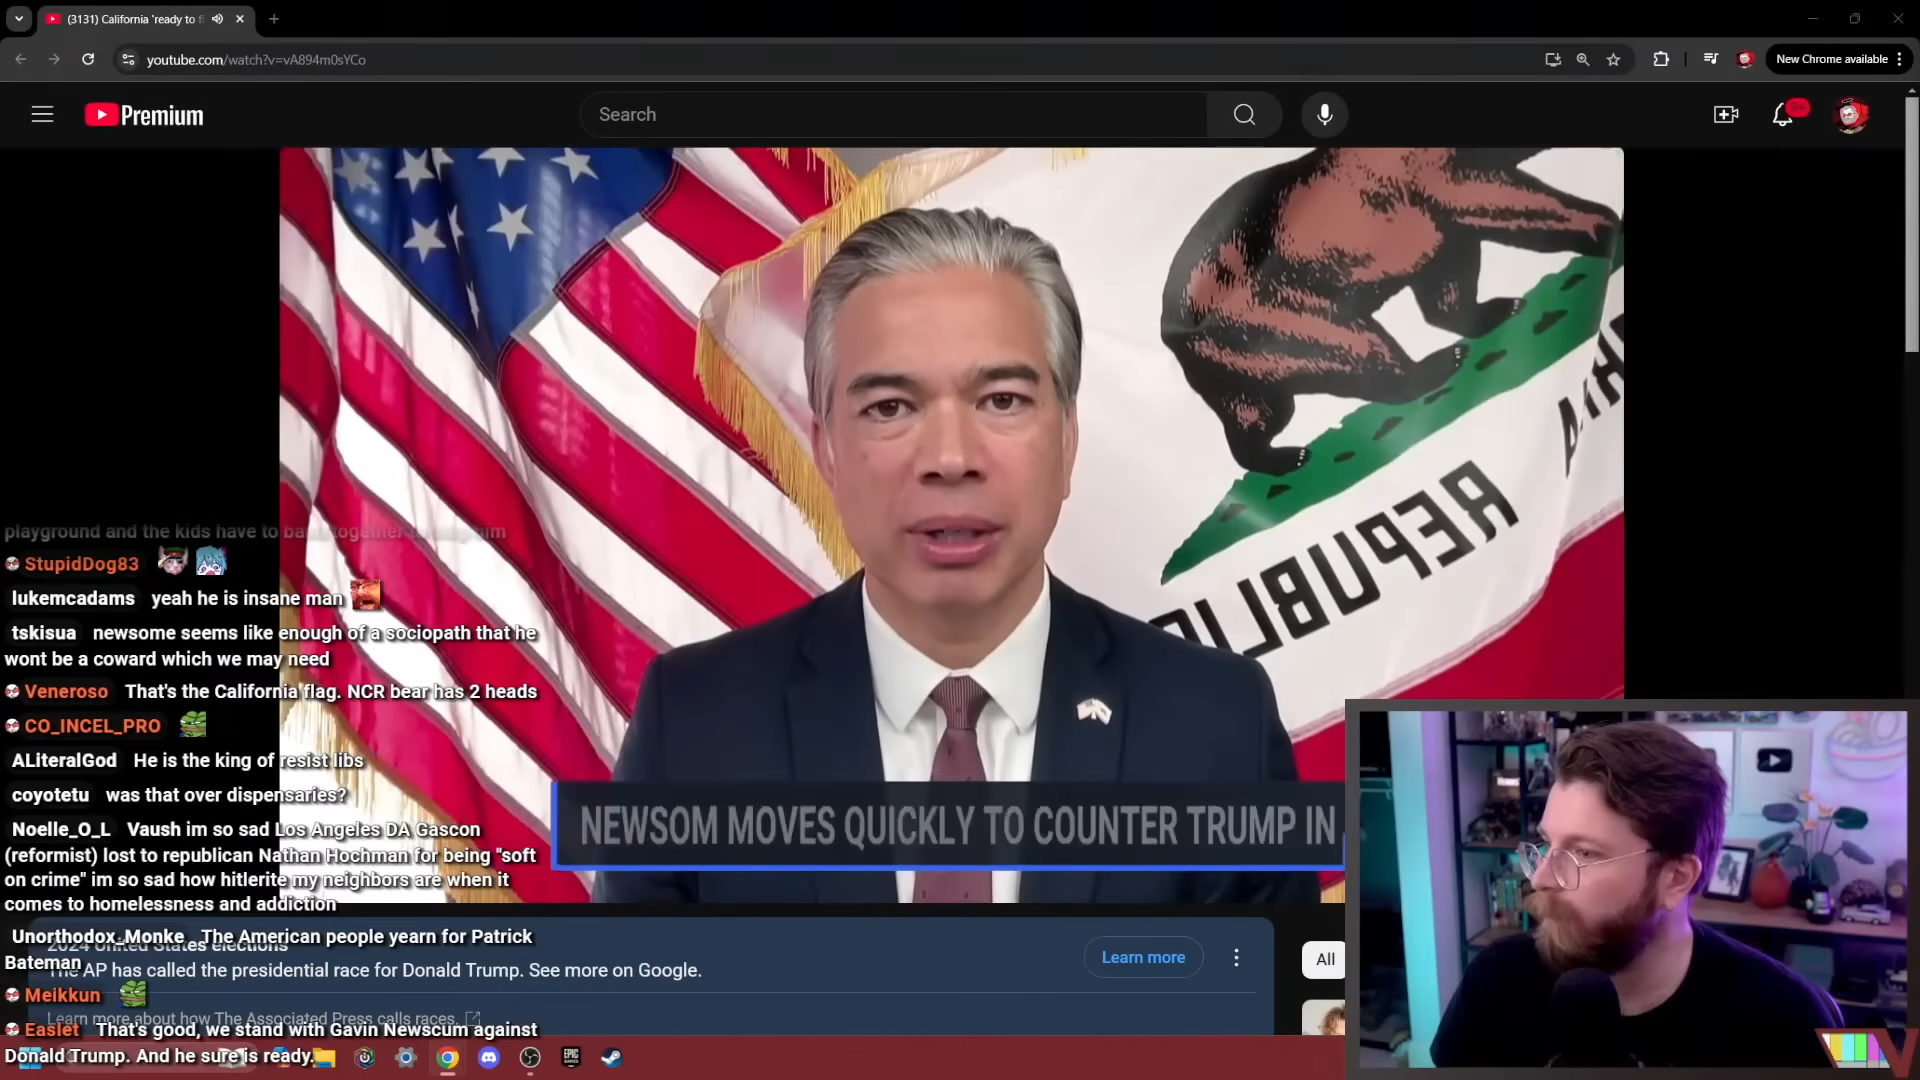 (3131) California 'ready to f
youtube.com/watch?v=vA894m0sYCo
New Chrome available
Premium
Search
9+
REPUBLIC
playground and the kids have to
StupidDog83
lukemcadams yeah he is insane man
tskisua newsome seems like enough of a sociopath that he
wont be a coward which we may need
Veneroso That's the California flag. NCR bear has 2 heads
CO_INCEL_PRO
ALiteralGod He is the king of resist libs
coyotetu was that over dispensaries?
Noelle_O_L Vaush im so sad Los Angeles DA Gascon
(reformist) lost to republican Nathan Hochman for being "soft
on crime" im so sad how hitlerite my neighbors are when it
comes to homelessness and addiction
Unorthodox_Monke The American people yearn for Patrick
Bateman
Meikkun
Easlet That's good, we stand with Gavin Newscum against
Donald Trump. And he sure is ready.
NEWSOM MOVES QUICKLY TO COUNTER TRUMP IN
2024 United States elections
The AP has called the presidential race for Donald Trump. See more on Google.
Learn more
Learn more about how The Associated Press calls races.
All
EPIC
GAMES